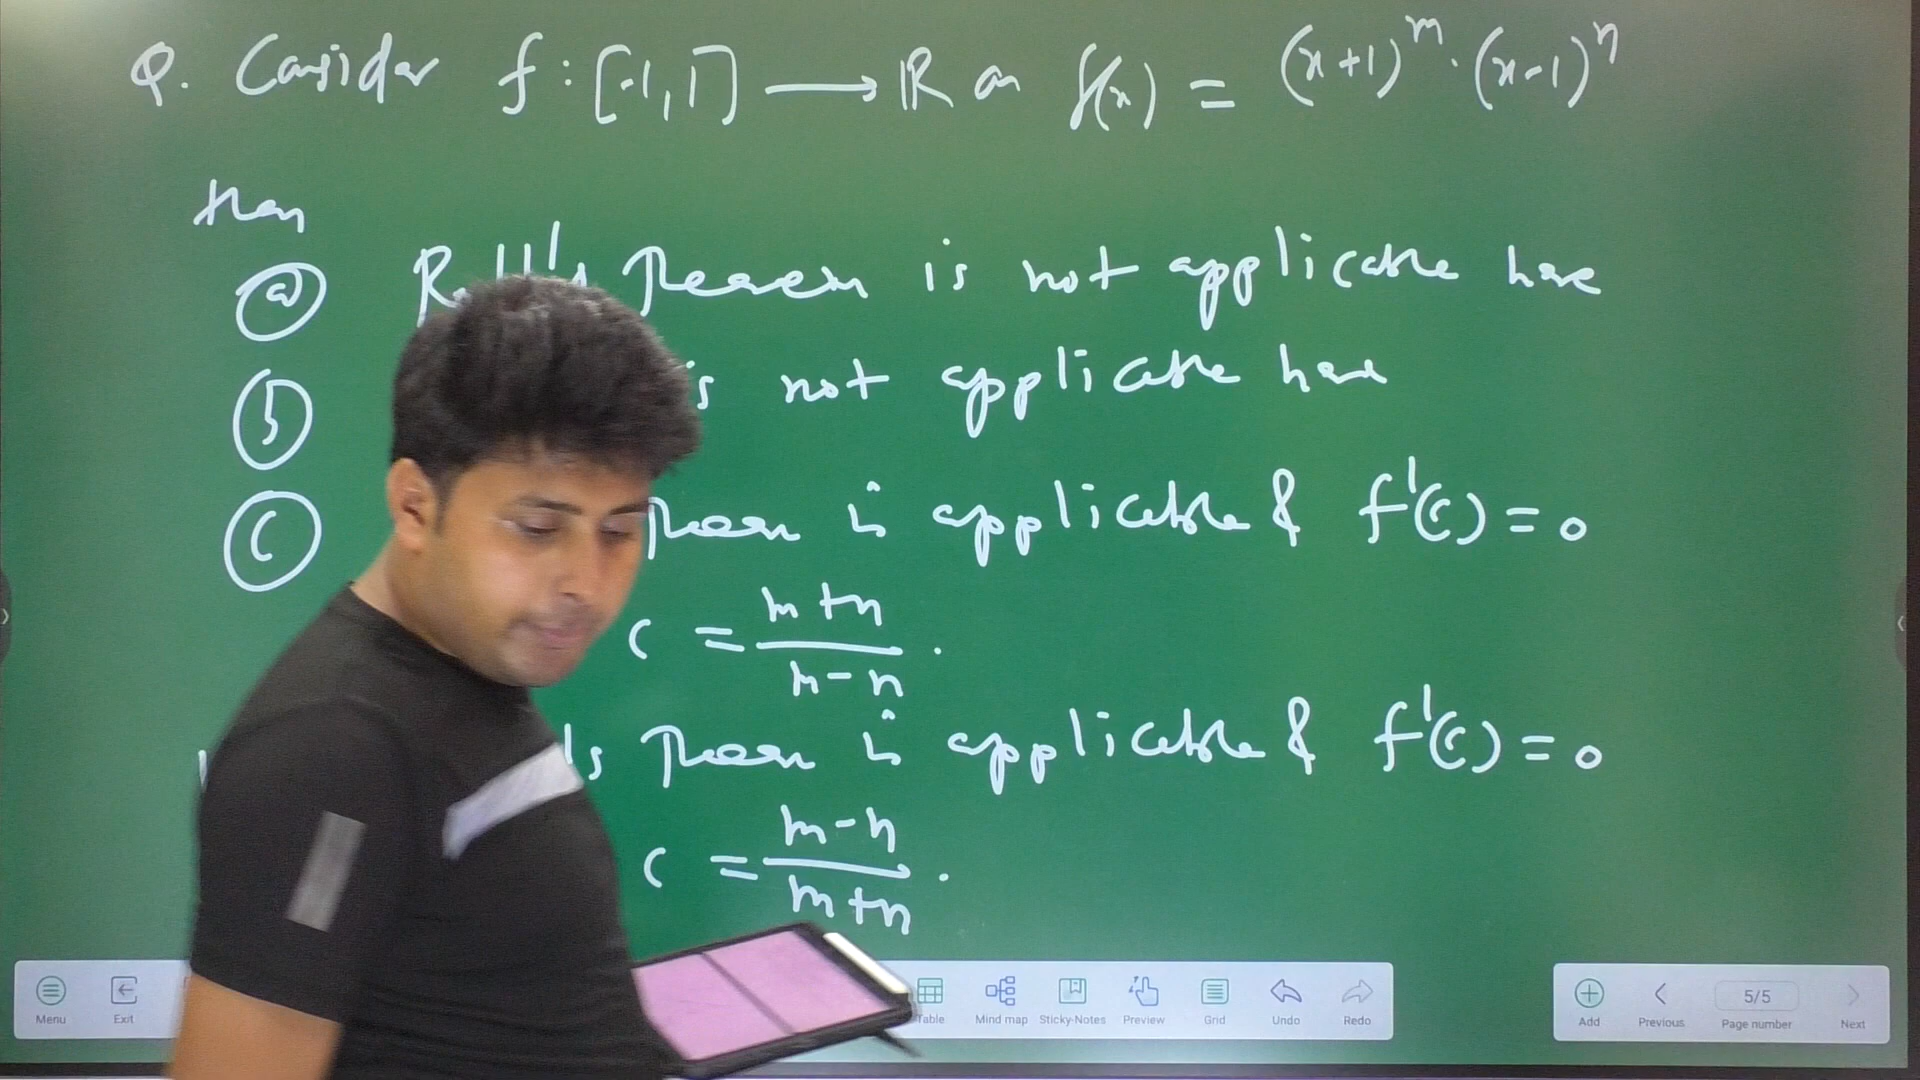 Q. Consider f : [-1, 1] ⟶ ℝ as f(x) = (x+1)^m · (x-1)^n
then
(a) Roll's Theorem is not applicable here
(b) is not applicable here
(c) is applicable & f'(c) = 0
c = m+n / m-n .
is applicable & f'(c) = 0
c = m-n / m+n .
Menu Exit Table Mind map Sticky-Notes Preview Grid Undo Redo Add Previous 5/5 Page number Next